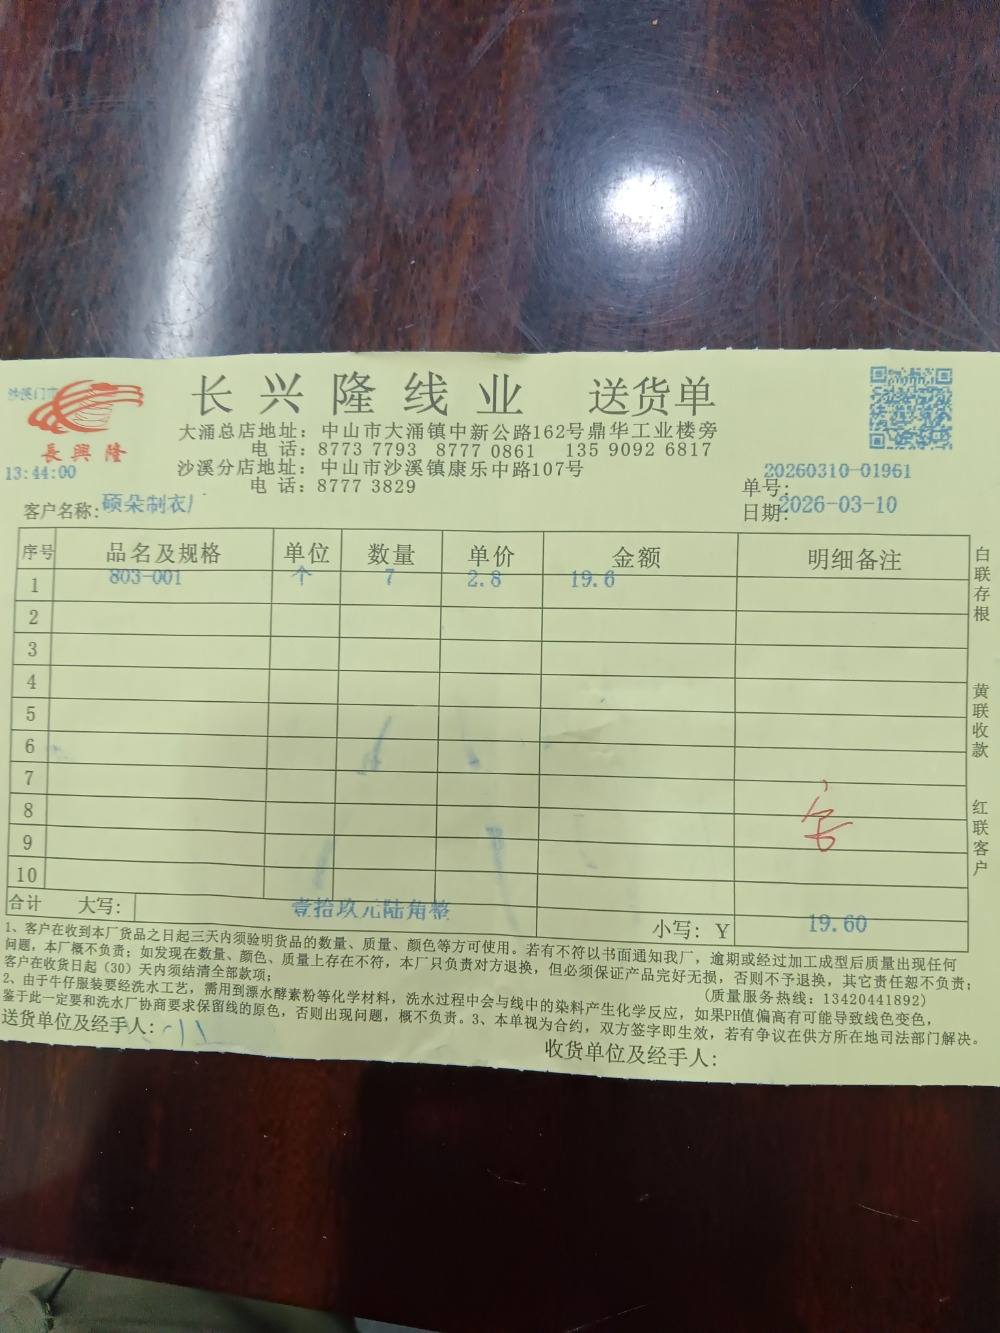 沙溪门市
長興隆
13:44:00
长兴隆线业 送货单
大涌总店地址：中山市大涌镇中新公路162号鼎华工业楼旁
电 话：8773 7793 8777 0861 135 9092 6817
沙溪分店地址：中山市沙溪镇康乐中路107号
电 话：8777 3829
单号：20260310-01961
客户名称：硕朵制衣厂
日期：2026-03-10
序号 品名及规格 单位 数量 单价 金额 明细备注
1 803-001 个 7 2.8 19.6
2
3
4
5
6
7
8
9
10
合计 大写：壹拾玖元陆角整 小写：Y 19.60
白联存根
黄联收款
红联客户
1、客户在收到本厂货品之日起三天内须验明货品的数量、质量、颜色等方可使用。若有不符以书面通知我厂，逾期或经过加工成型后质量出现任何
问题，本厂概不负责；如发现在数量、颜色、质量上存在不符，本厂只负责对方退换，但必须保证产品完好无损，否则不予退换，其它责任恕不负责；
客户在收货日起（30）天内须结清全部款项；（质量服务热线：13420441892）
2、由于牛仔服装要经洗水工艺，需用到漂水酵素粉等化学材料，洗水过程中会与线中的染料产生化学反应，如果PH值偏高有可能导致线色变色，
鉴于此一定要和洗水厂协商要求保留线的原色，否则出现问题，概不负责。3、本单视为合约，双方签字即生效，若有争议在供方所在地司法部门解决。
送货单位及经手人：
收货单位及经手人：